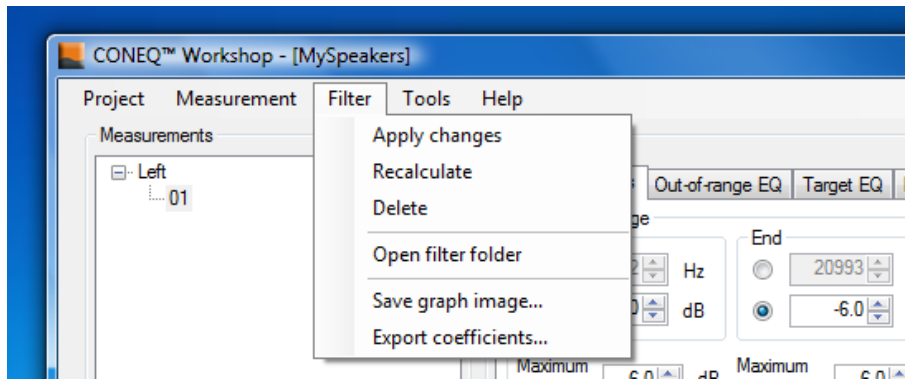 CONEQ™ Workshop - [MySpeakers]
Project Measurement Filter Tools Help
Measurements
Left
01
Apply changes
Recalculate
Delete
Open filter folder
Save graph image...
Export coefficients...
Out-of-range EQ Target EQ
End
Hz 20993
dB -6.0
Maximum Maximum
dB